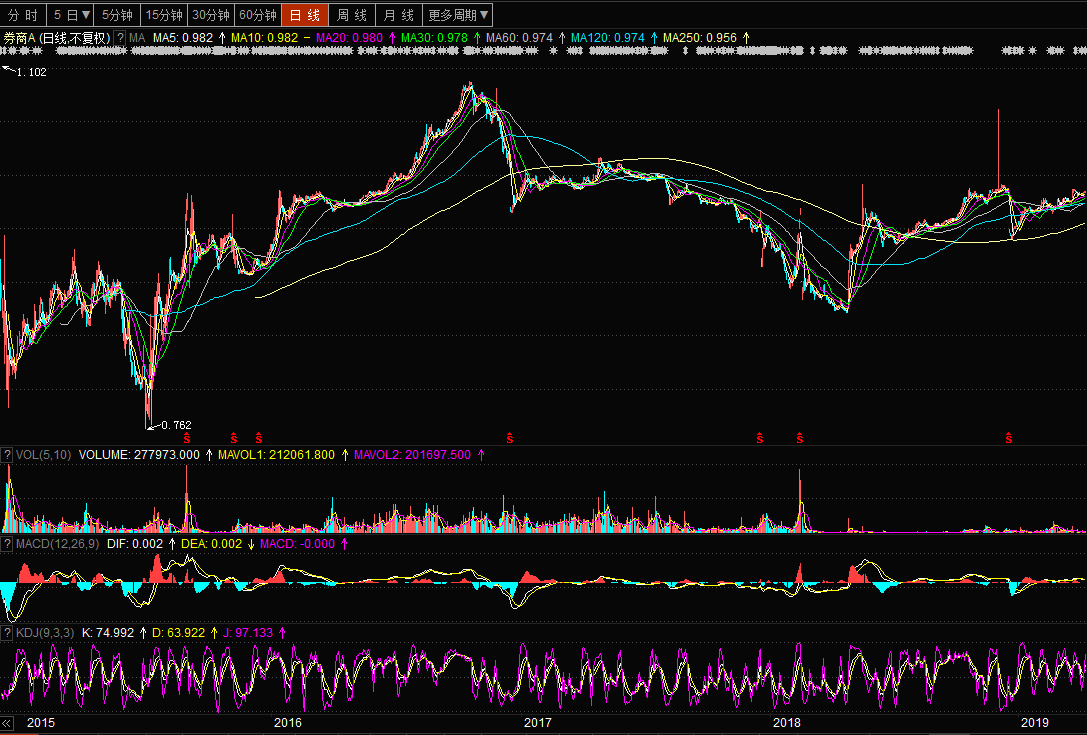 分时 5日▼ 5分钟 15分钟 30分钟 60分钟 日线 周线 月线 更多周期▼
券商A (日线,不复权) ? MA MA5: 0.982 ↑ MA10: 0.982 − MA20: 0.980 ↑ MA30: 0.978 ↑ MA60: 0.974 ↑ MA120: 0.974 ↑ MA250: 0.956 ↑
1.102
0.762
$ $ $ $ $ $ $
? VOL(5,10) VOLUME: 277973.000 ↑ MAVOL1: 212061.800 ↑ MAVOL2: 201697.500 ↑
? MACD(12,26,9) DIF: 0.002 ↑ DEA: 0.002 ↓ MACD: -0.000 ↑
? KDJ(9,3,3) K: 74.992 ↑ D: 63.922 ↑ J: 97.133 ↑
« 2015 2016 2017 2018 2019